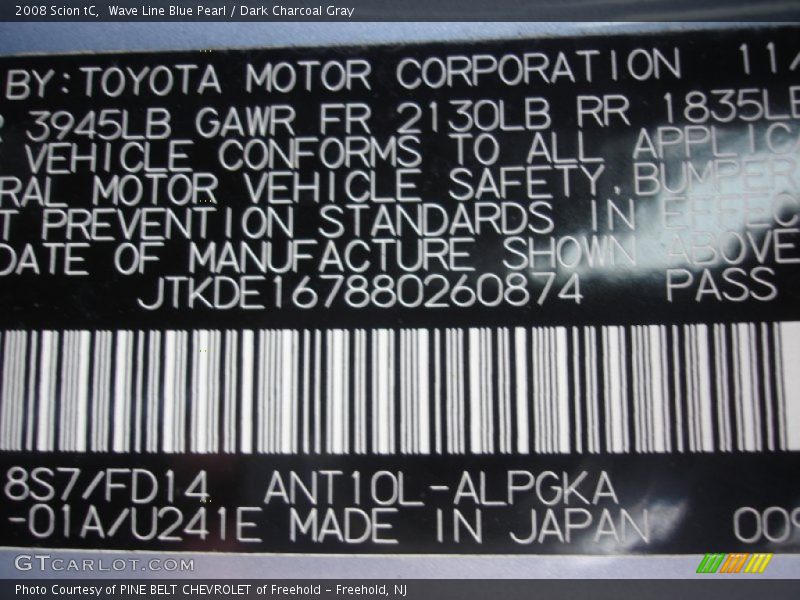 2008 Scion tC, Wave Line Blue Pearl / Dark Charcoal Gray
BY:TOYOTA MOTOR CORPORATION 11/
3945LB GAWR FR 2130LB RR 1835LB
VEHICLE CONFORMS TO ALL APPLICA
RAL MOTOR VEHICLE SAFETY,BUMPER
T PREVENTION STANDARDS IN EFFEC
DATE OF MANUFACTURE SHOWN ABOVE
JTKDE167880260874 PASS
8S7/FD14 ANT10L-ALPGKA
-01A/U241E MADE IN JAPAN 009
GTCARLOT.COM
Photo Courtesy of PINE BELT CHEVROLET of Freehold - Freehold, NJ